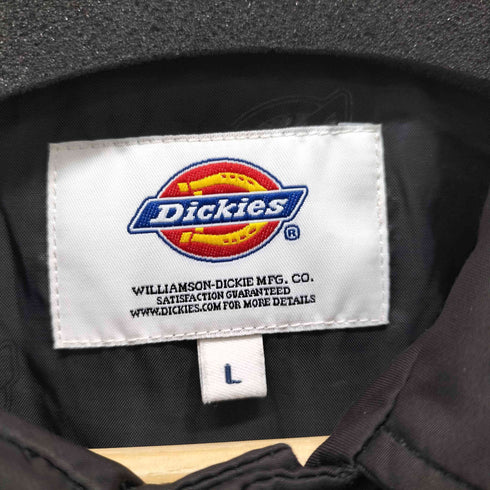 Dickies
®
WILLIAMSON-DICKIE MFG. CO.
SATISFACTION GUARANTEED
WWW.DICKIES.COM FOR MORE DETAILS
L